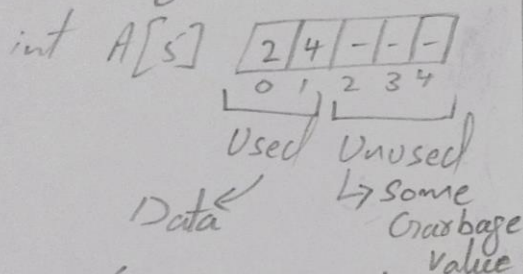 int A[5] 2 4 - - -
0 1 2 3 4
Used Unused
Data ↳ Some
Garbage
Value